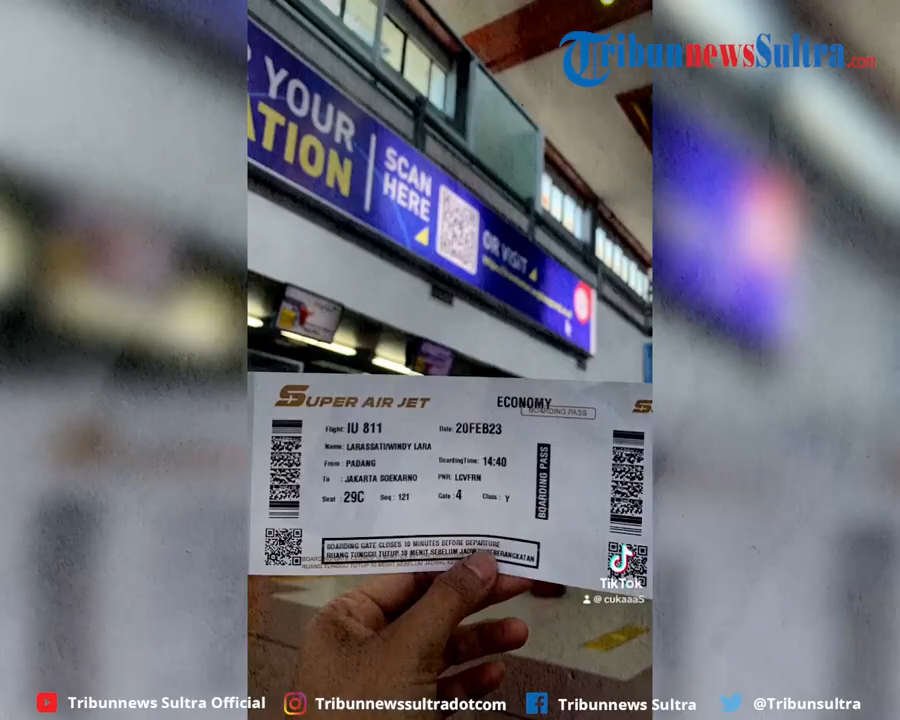 TribunnewsSultra.com
YOUR
ATION
SCAN
HERE
OR VISIT
SUPER AIR JET
ECONOMY
BOARDING PASS
Flight: IU 811
Date: 20FEB23
Name: LARASSATI/WINDY LARA
From : PADANG
BoardingTime: 14:40
To : JAKARTA SOEKARNO
PNR: LCVFRN
Seat : 29C Seq : 121
Gate : 4 Class : Y
BOARDING PASS
BOARDING GATE CLOSES 10 MINUTES BEFORE DEPARTURE
RUANG TUNGGU TUTUP 10 MENIT SEBELUM JADWAL KEBERANGKATAN
TikTok
@cukaaa5
Tribunnews Sultra Official
Tribunnewssultradotcom
Tribunnews Sultra
@Tribunsultra